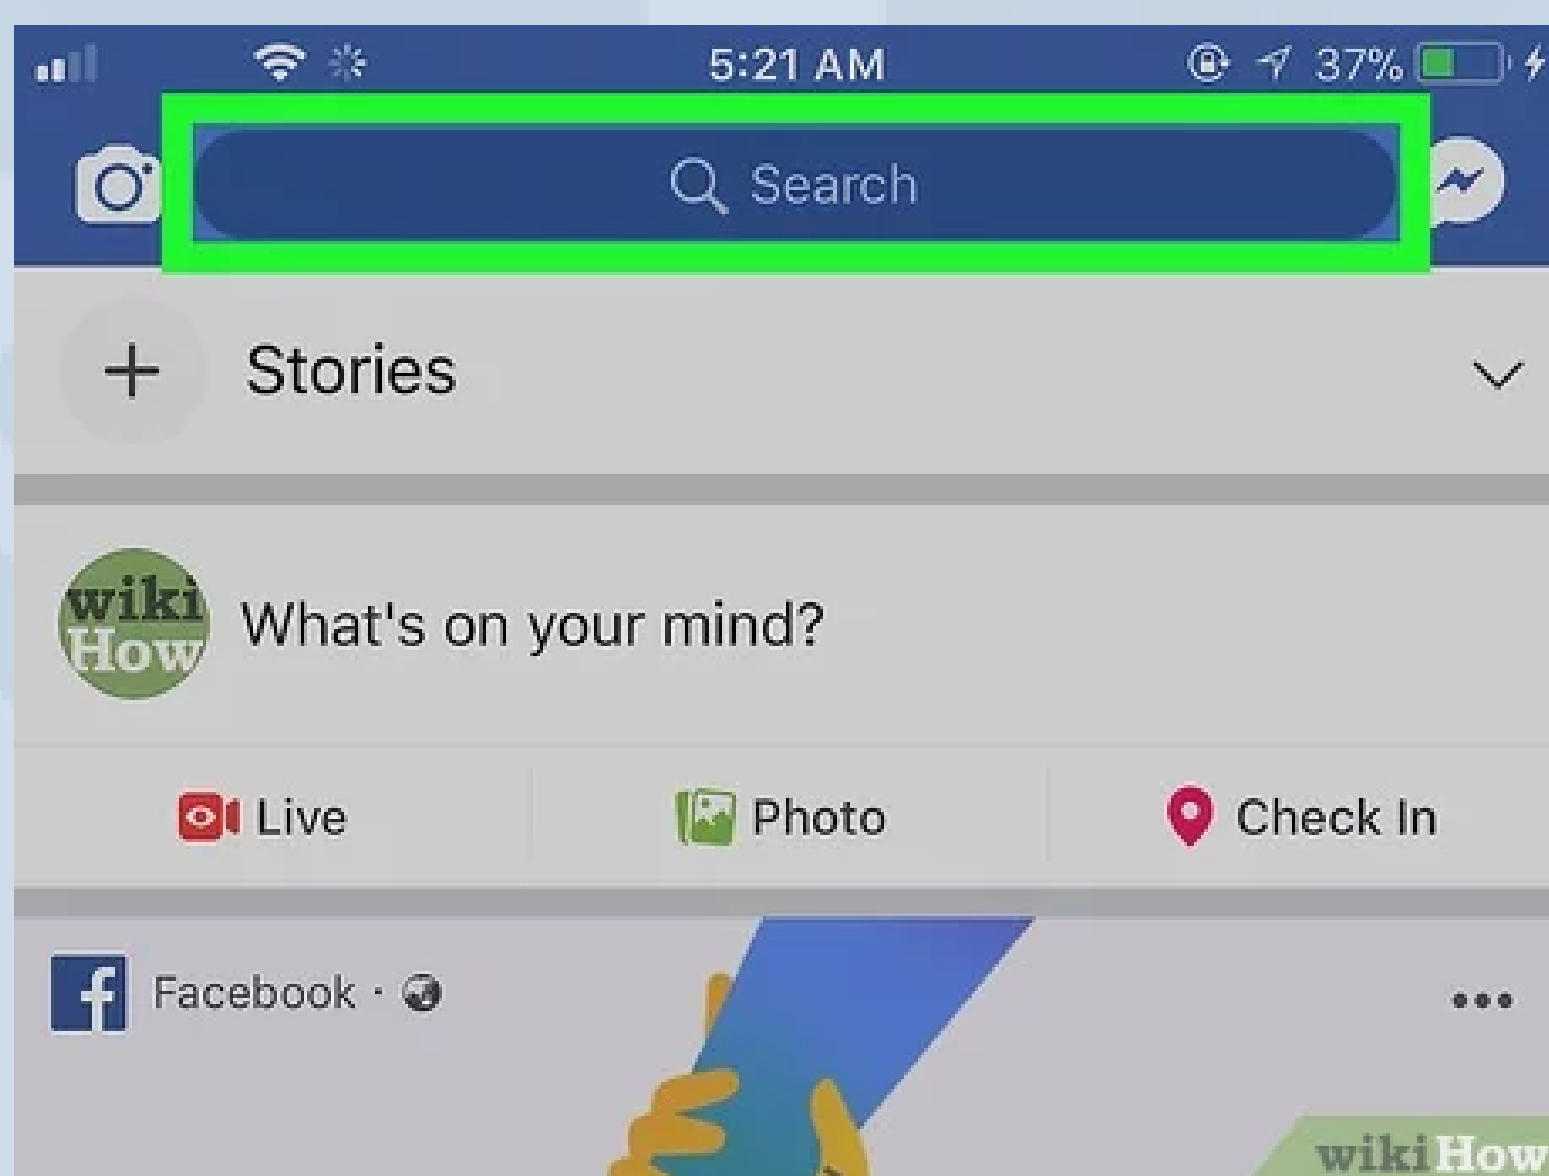 5:21 AM 37%
Search
Stories
wiki
How
What's on your mind?
Live Photo Check In
f Facebook ·
wikiHow